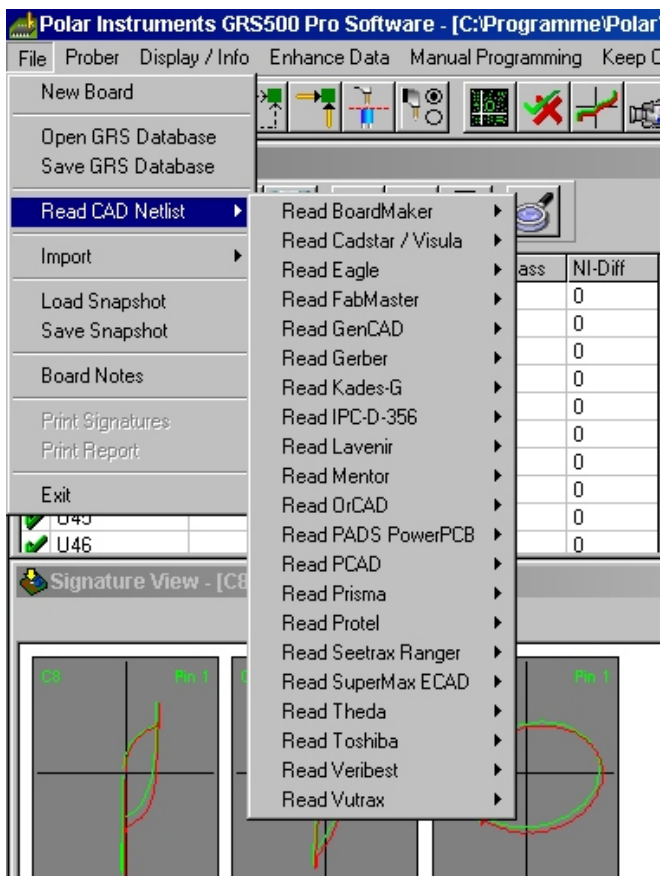 Polar Instruments GRS500 Pro Software - [C:\Programme\Polar\
File Prober Display / Info Enhance Data Manual Programming Keep
New Board
Open GRS Database
Save GRS Database
Read CAD Netlist
Import
Load Snapshot
Save Snapshot
Board Notes
Print Signatures
Print Report
Exit
Read BoardMaker
Read Cadstar / Visula
Read Eagle
Read FabMaster
Read GenCAD
Read Gerber
Read Kades-G
Read IPC-D-356
Read Lavenir
Read Mentor
Read OrCAD
Read PADS PowerPCB
Read PCAD
Read Prisma
Read Protel
Read Seetrax Ranger
Read SuperMax ECAD
Read Theda
Read Toshiba
Read Veribest
Read Vutrax
ass NI-Diff
0
0
0
0
0
0
0
0
0
0
U45
U46
Signature View - [C8
C8 Pin 1
Pin 1